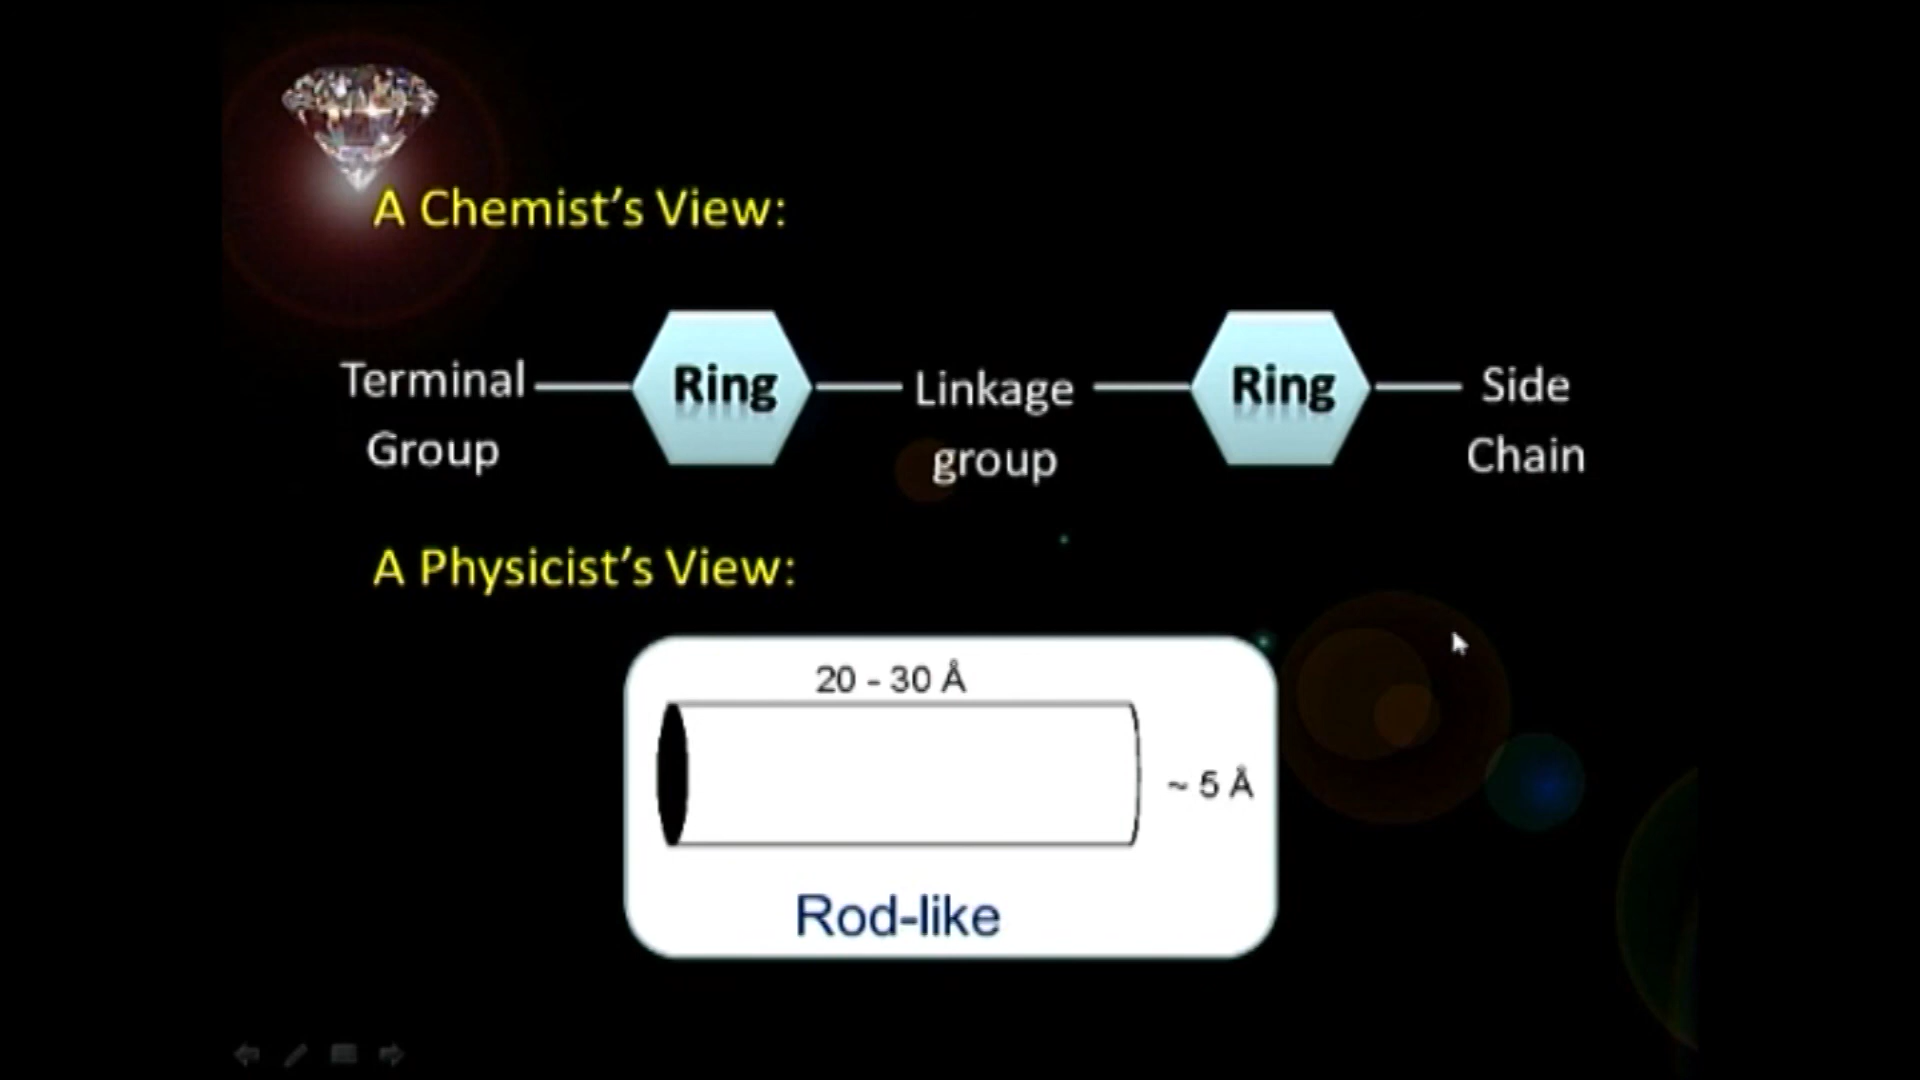 A Chemist's View:
Terminal
Group
Ring
Linkage
group
Ring
Side
Chain
A Physicist's View:
20 - 30 Å
~ 5 Å
Rod-like